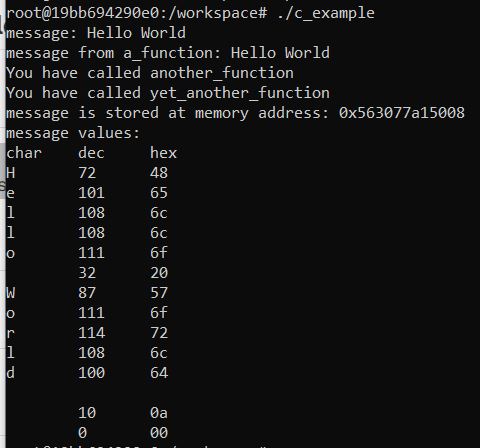 root@19bb694290e0:/workspace# ./c_example
message: Hello World
message from a_function: Hello World
You have called another_function
You have called yet_another_function
message is stored at memory address: 0x563077a15008
message values:
char dec hex
H 72 48
e 101 65
l 108 6c
l 108 6c
o 111 6f
32 20
W 87 57
o 111 6f
r 114 72
l 108 6c
d 100 64
10 0a
0 00